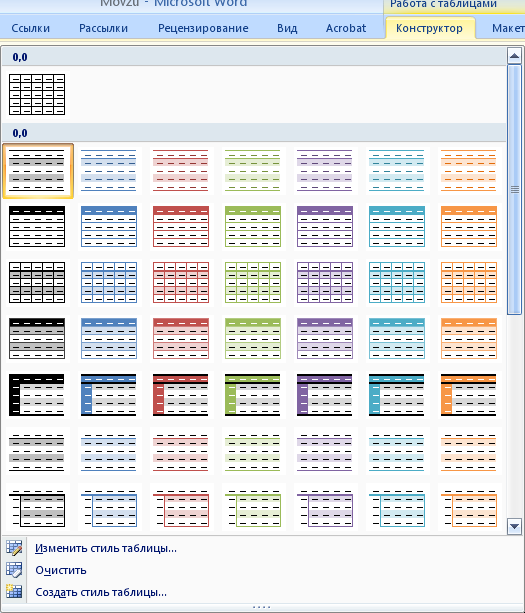 Movzu - Microsoft Word
Работа с таблицами
Ссылки Рассылки Рецензирование Вид Acrobat Конструктор Макет
0,0
0,0
Изменить стиль таблицы...
Очистить
Создать стиль таблицы...